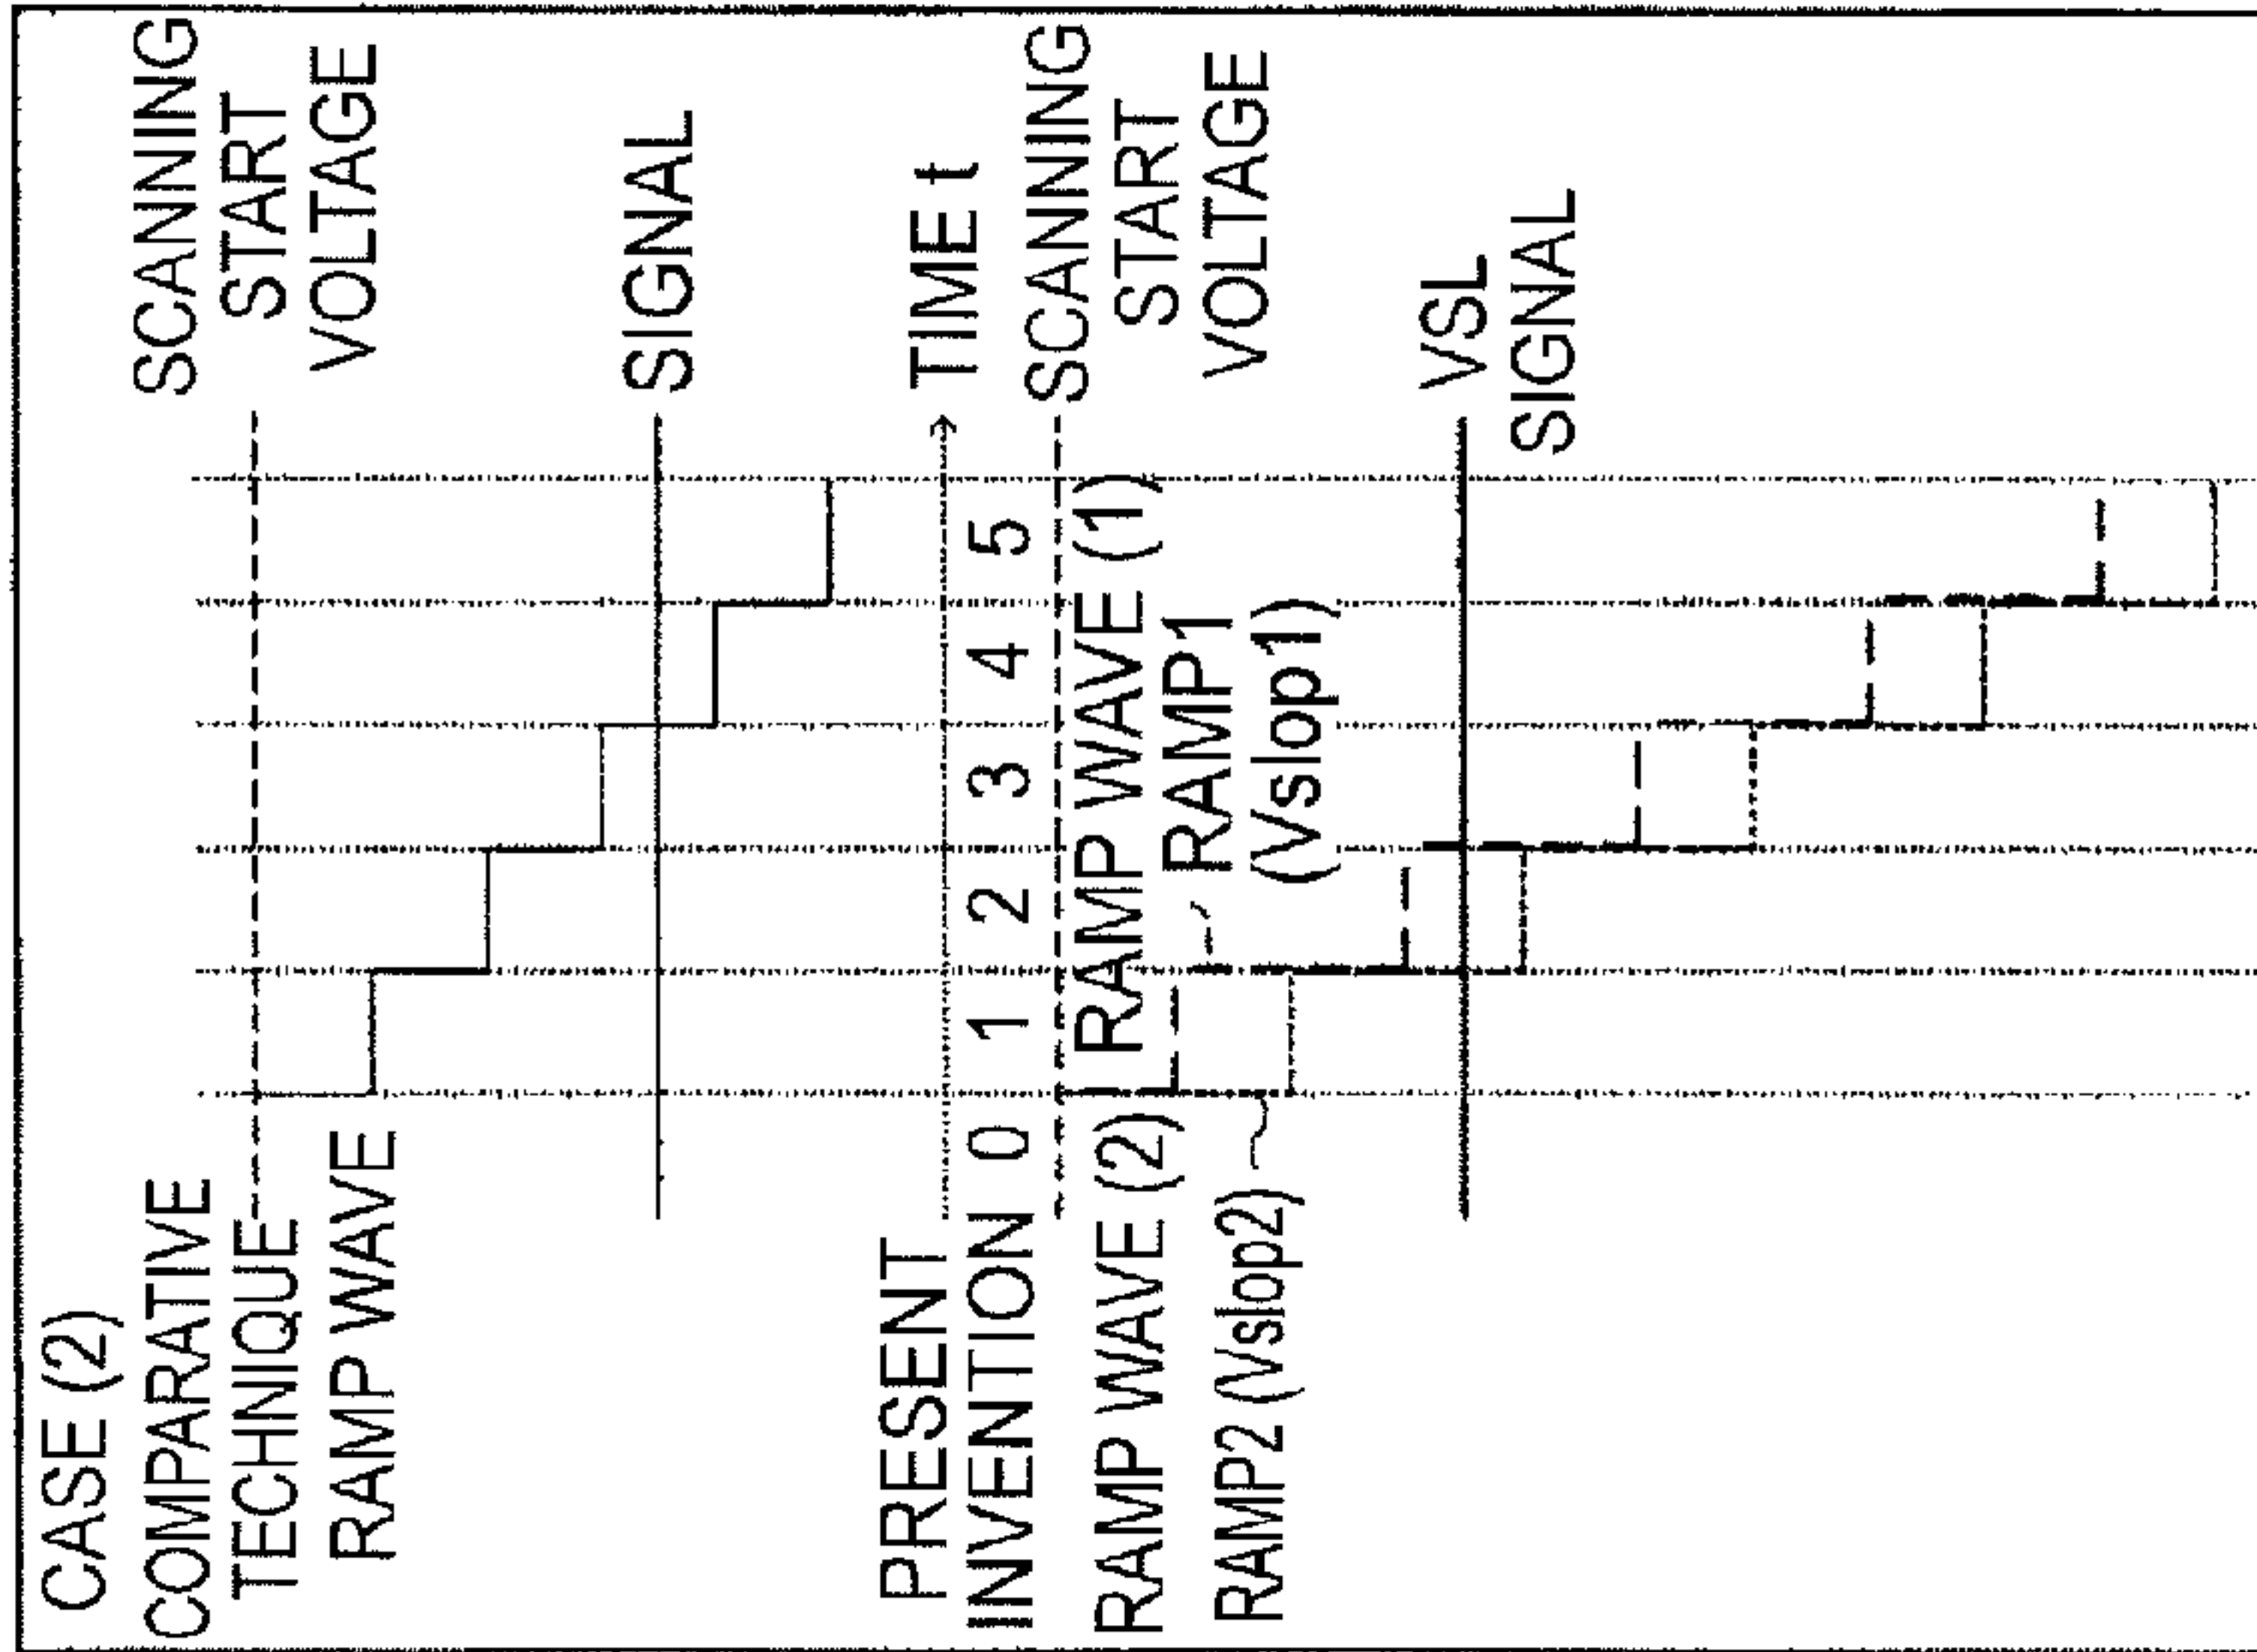 CASE (2)
COMPARATIVE
TECHNIQUE
RAMP WAVE
SCANNING
START
VOLTAGE
SIGNAL
TIME t
PRESENT
INVENTION
0 1 2 3 4 5
SCANNING
START
VOLTAGE
RAMP WAVE (2)
RAMP2 (Vslop2)
RAMP WAVE (1)
RAMP1
(Vslop1)
VSL
SIGNAL